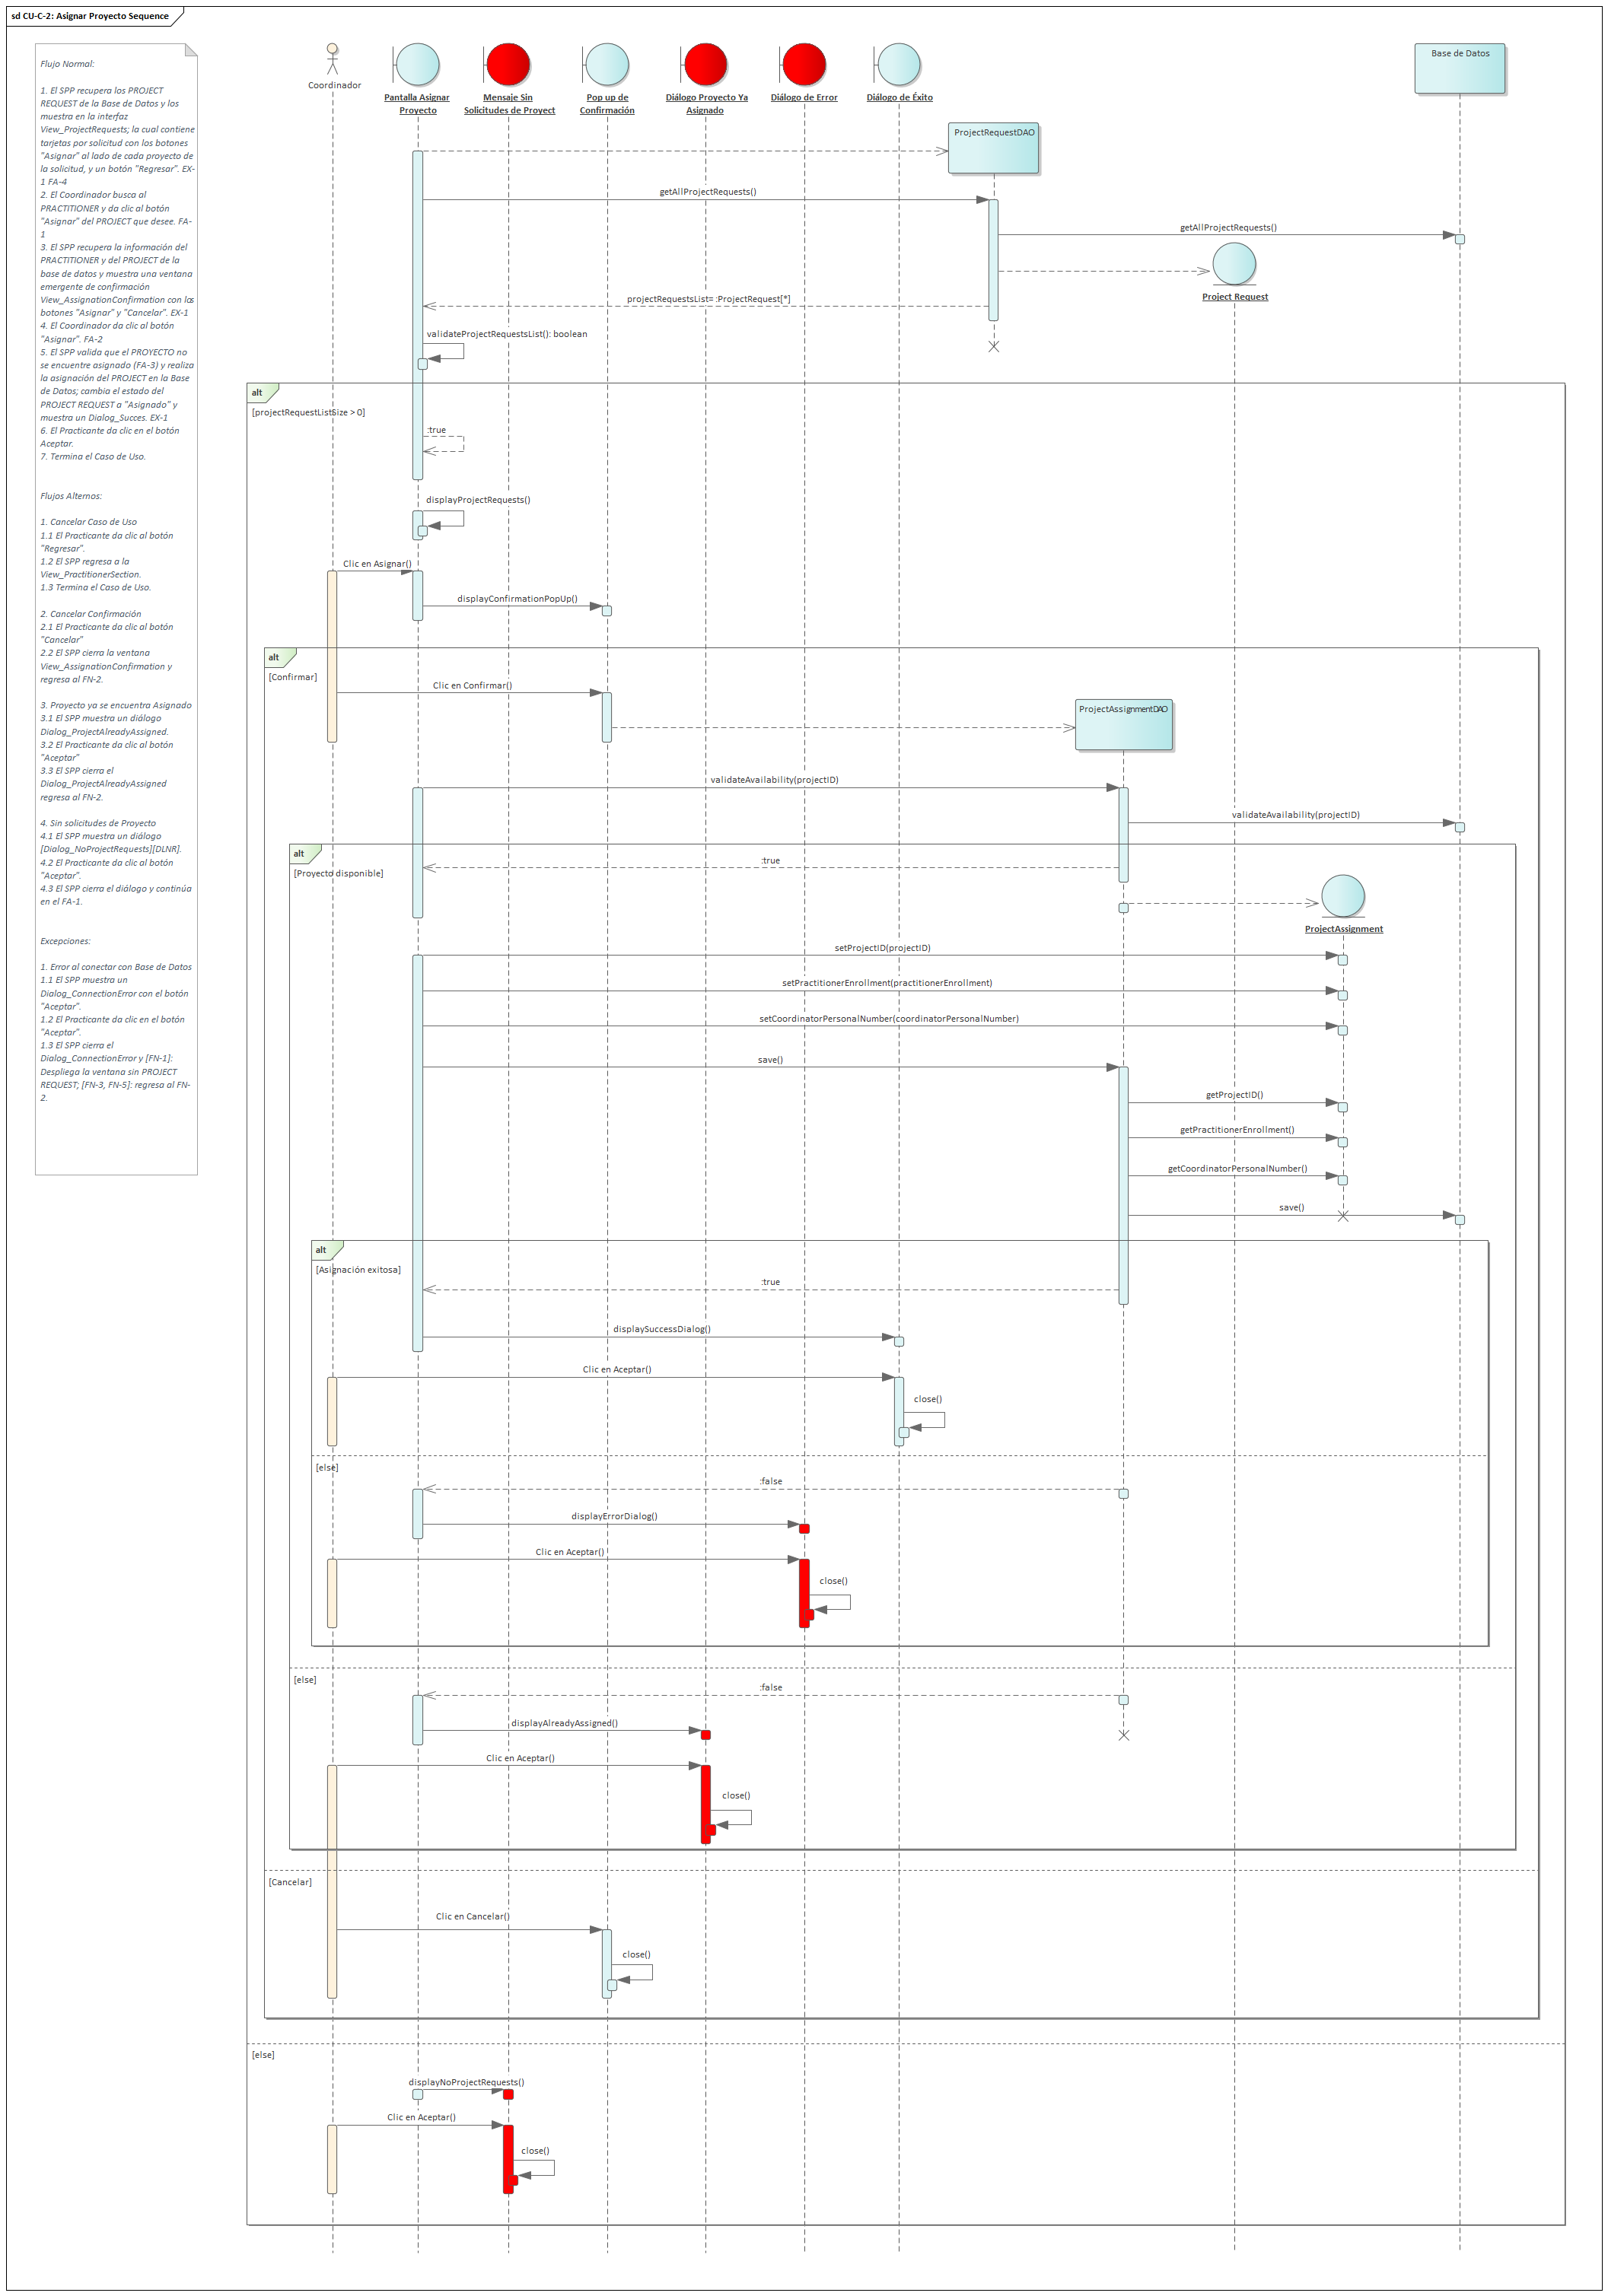 sd CU-C-2: Asignar Proyecto Sequence
Flujo Normal:
1. El SPP recupera los PROJECT
REQUEST de la Base de Datos y los
muestra en la interfaz
View_ProjectRequests; la cual contiene
tarjetas por solicitud con los botones
"Asignar" al lado de cada proyecto de
la solicitud, y un botón "Regresar". EX-
1 FA-4
2. El Coordinador busca al
PRACTITIONER y da clic al botón
"Asignar" del PROJECT que desee. FA-
1
3. El SPP recupera la información del
PRACTITIONER y del PROJECT de la
base de datos y muestra una ventana
emergente de confirmación
View_AssignationConfirmation con los
botones "Asignar" y "Cancelar". EX-1
4. El Coordinador da clic al botón
"Asignar". FA-2
5. El SPP valida que el PROYECTO no
se encuentre asignado (FA-3) y realiza
la asignación del PROJECT en la Base
de Datos; cambia el estado del
PROJECT REQUEST a "Asignado" y
muestra un Dialog_Succes. EX-1
6. El Practicante da clic en el botón
Aceptar.
7. Termina el Caso de Uso.
Flujos Alternos:
1. Cancelar Caso de Uso
1.1 El Practicante da clic al botón
"Regresar".
1.2 El SPP regresa a la
View_PractitionerSection.
1.3 Termina el Caso de Uso.
2. Cancelar Confirmación
2.1 El Practicante da clic al botón
"Cancelar"
2.2 El SPP cierra la ventana
View_AssignationConfirmation y
regresa al FN-2.
3. Proyecto ya se encuentra Asignado
3.1 El SPP muestra un diálogo
Dialog_ProjectAlreadyAssigned.
3.2 El Practicante da clic al botón
"Aceptar"
3.3 El SPP cierra el
Dialog_ProjectAlreadyAssigned
regresa al FN-2.
4. Sin solicitudes de Proyecto
4.1 El SPP muestra un diálogo
[Dialog_NoProjectRequests][DLNR].
4.2 El Practicante da clic al botón
"Aceptar".
4.3 El SPP cierra el diálogo y continúa
en el FA-1.
Excepciones:
1. Error al conectar con Base de Datos
1.1 El SPP muestra un
Dialog_ConnectionError con el botón
"Aceptar".
1.2 El Practicante da clic en el botón
"Aceptar".
1.3 El SPP cierra el
Dialog_ConnectionError y [FN-1]:
Despliega la ventana sin PROJECT
REQUEST; [FN-3, FN-5]: regresa al FN-
2.
Coordinador
Pantalla Asignar
Proyecto
Mensaje Sin
Solicitudes de Proyect
Pop up de
Confirmación
Diálogo Proyecto Ya
Asignado
Diálogo de Error
Diálogo de Éxito
Base de Datos
ProjectRequestDAO
getAllProjectRequests()
getAllProjectRequests()
Project Request
projectRequestsList= :ProjectRequest[*]
validateProjectRequestsList(): boolean
alt
[projectRequestListSize > 0]
:true
displayProjectRequests()
Clic en Asignar()
displayConfirmationPopUp()
alt
[Confirmar]
Clic en Confirmar()
ProjectAssignmentDAO
validateAvailability(projectID)
validateAvailability(projectID)
alt
[Proyecto disponible]
:true
ProjectAssignment
setProjectID(projectID)
setPractitionerEnrollment(practitionerEnrollment)
setCoordinatorPersonalNumber(coordinatorPersonalNumber)
save()
getProjectID()
getPractitionerEnrollment()
getCoordinatorPersonalNumber()
save()
alt
[Asignación exitosa]
:true
displaySuccessDialog()
Clic en Aceptar()
close()
[else]
:false
displayErrorDialog()
Clic en Aceptar()
close()
[else]
:false
displayAlreadyAssigned()
Clic en Aceptar()
close()
[Cancelar]
Clic en Cancelar()
close()
[else]
displayNoProjectRequests()
Clic en Aceptar()
close()